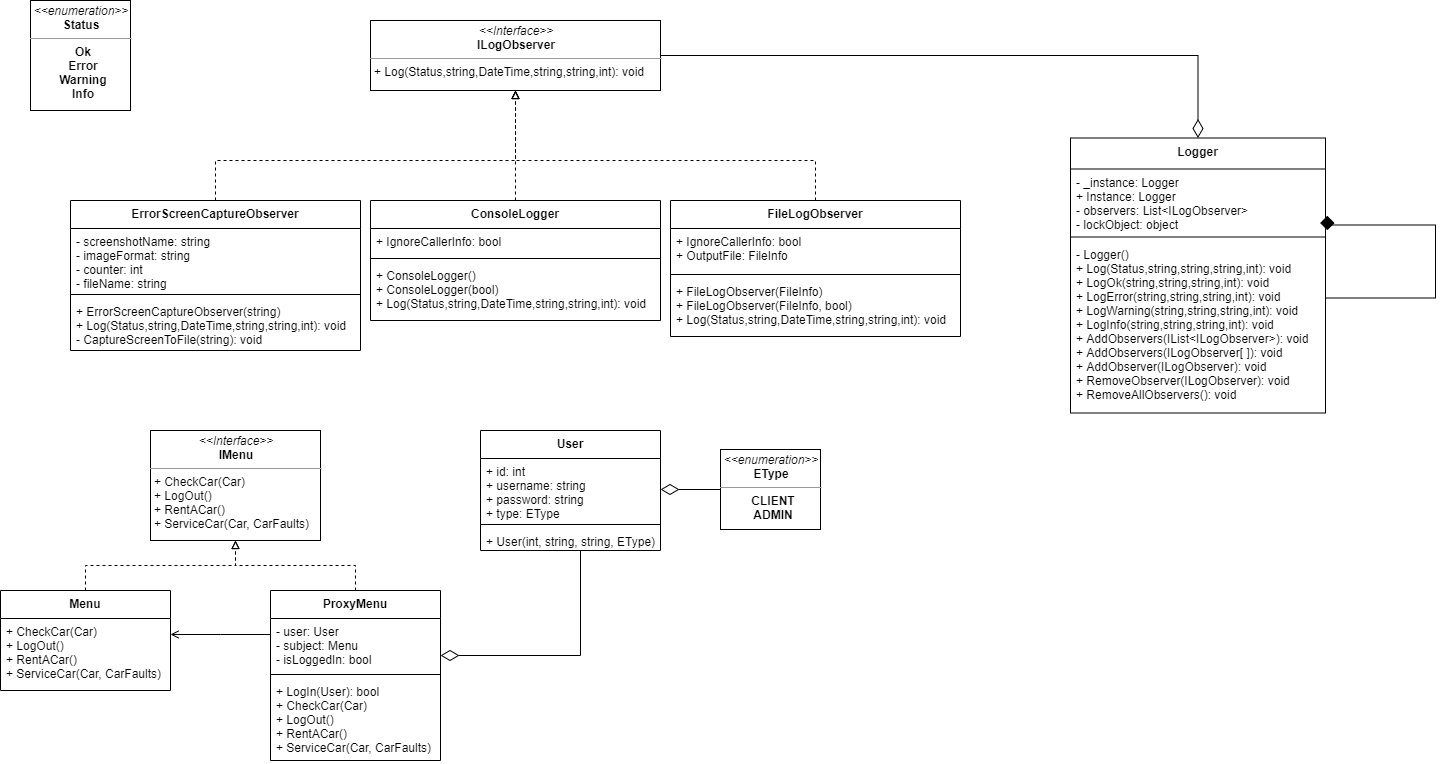 <<enumeration>>
Status
Ok
Error
Warning
Info
<<Interface>>
ILogObserver
+ Log(Status,string,DateTime,string,string,int): void
Logger
- _instance: Logger
+ Instance: Logger
- observers: List<ILogObserver>
- lockObject: object
- Logger()
+ Log(Status,string,string,string,int): void
+ LogOk(string,string,string,int): void
+ LogError(string,string,string,int): void
+ LogWarning(string,string,string,int): void
+ LogInfo(string,string,string,int): void
+ AddObservers(IList<ILogObserver>): void
+ AddObservers(ILogObserver[ ]): void
+ AddObserver(ILogObserver): void
+ RemoveObserver(ILogObserver): void
+ RemoveAllObservers(): void
ErrorScreenCaptureObserver
- screenshotName: string
- imageFormat: string
- counter: int
- fileName: string
+ ErrorScreenCaptureObserver(string)
+ Log(Status,string,DateTime,string,string,int): void
- CaptureScreenToFile(string): void
ConsoleLogger
+ IgnoreCallerInfo: bool
+ ConsoleLogger()
+ ConsoleLogger(bool)
+ Log(Status,string,DateTime,string,string,int): void
FileLogObserver
+ IgnoreCallerInfo: bool
+ OutputFile: FileInfo
+ FileLogObserver(FileInfo)
+ FileLogObserver(FileInfo, bool)
+ Log(Status,string,DateTime,string,string,int): void
<<Interface>>
IMenu
+ CheckCar(Car)
+ LogOut()
+ RentACar()
+ ServiceCar(Car, CarFaults)
User
+ id: int
+ username: string
+ password: string
+ type: EType
+ User(int, string, string, EType)
<<enumeration>>
EType
CLIENT
ADMIN
Menu
+ CheckCar(Car)
+ LogOut()
+ RentACar()
+ ServiceCar(Car, CarFaults)
ProxyMenu
- user: User
- subject: Menu
- isLoggedIn: bool
+ LogIn(User): bool
+ CheckCar(Car)
+ LogOut()
+ RentACar()
+ ServiceCar(Car, CarFaults)